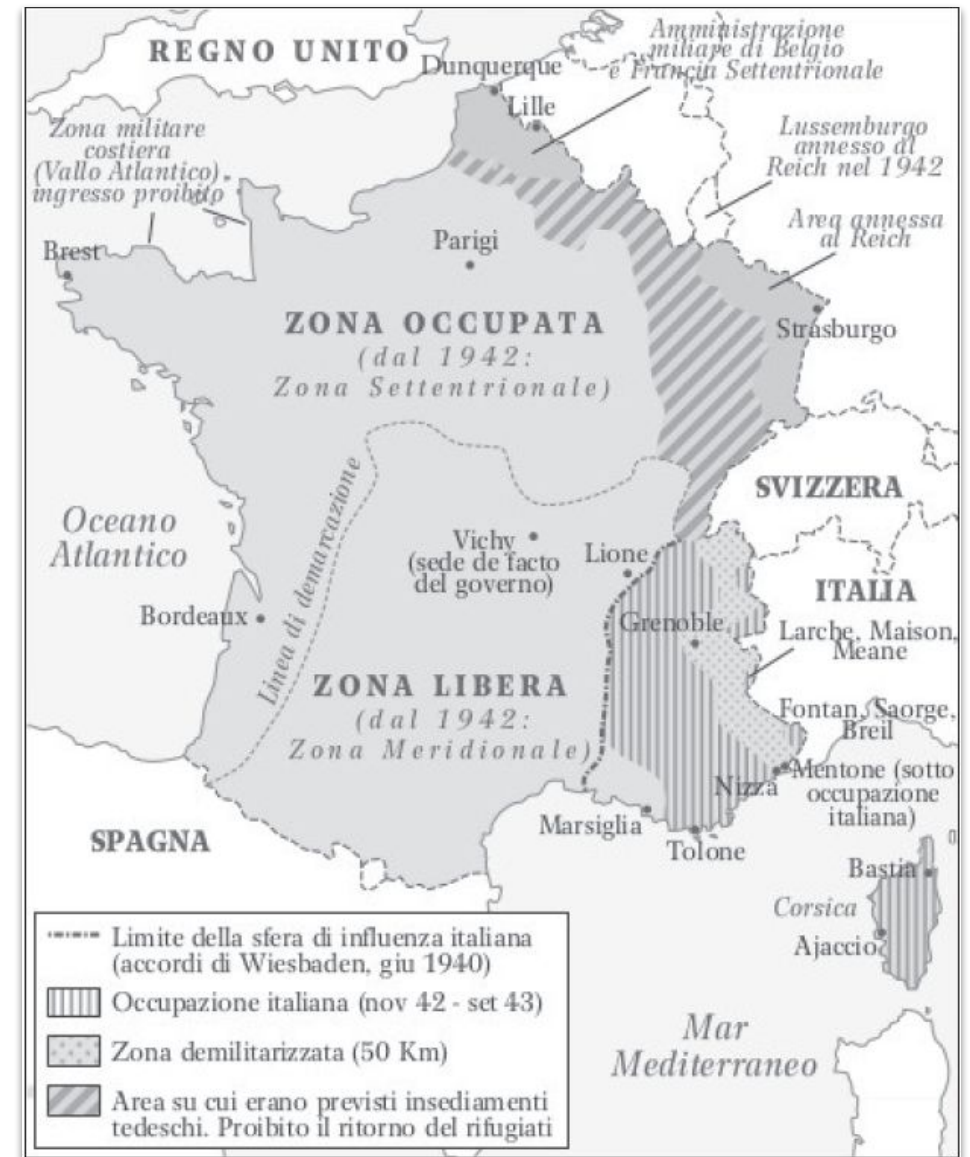 REGNO UNITO
Amministrazione
miliare di Belgio
e Francia Settentrionale
Dunquerque
Lille
Zona militare
costiera
(Vallo Atlantico),
ingresso proibito
Lussemburgo
annesso al
Reich nel 1942
Area annessa
al Reich
Brest
Parigi
Strasburgo
ZONA OCCUPATA
(dal 1942:
Zona Settentrionale)
Linea di demarcazione
SVIZZERA
Oceano
Atlantico
Vichy
(sede de facto
del governo)
Lione
ITALIA
Bordeaux
Grenoble
Larche, Maison,
Meane
ZONA LIBERA
(dal 1942:
Zona Meridionale)
Fontan, Saorge,
Breil
Nizza
Mentone (sotto
occupazione
italiana)
Marsiglia
Tolone
SPAGNA
Bastia
Corsica
Ajaccio
Mar
Mediterraneo
Limite della sfera di influenza italiana
(accordi di Wiesbaden, giu 1940)
Occupazione italiana (nov 42 - set 43)
Zona demilitarizzata (50 Km)
Area su cui erano previsti insediamenti
tedeschi. Proibito il ritorno del rifugiati